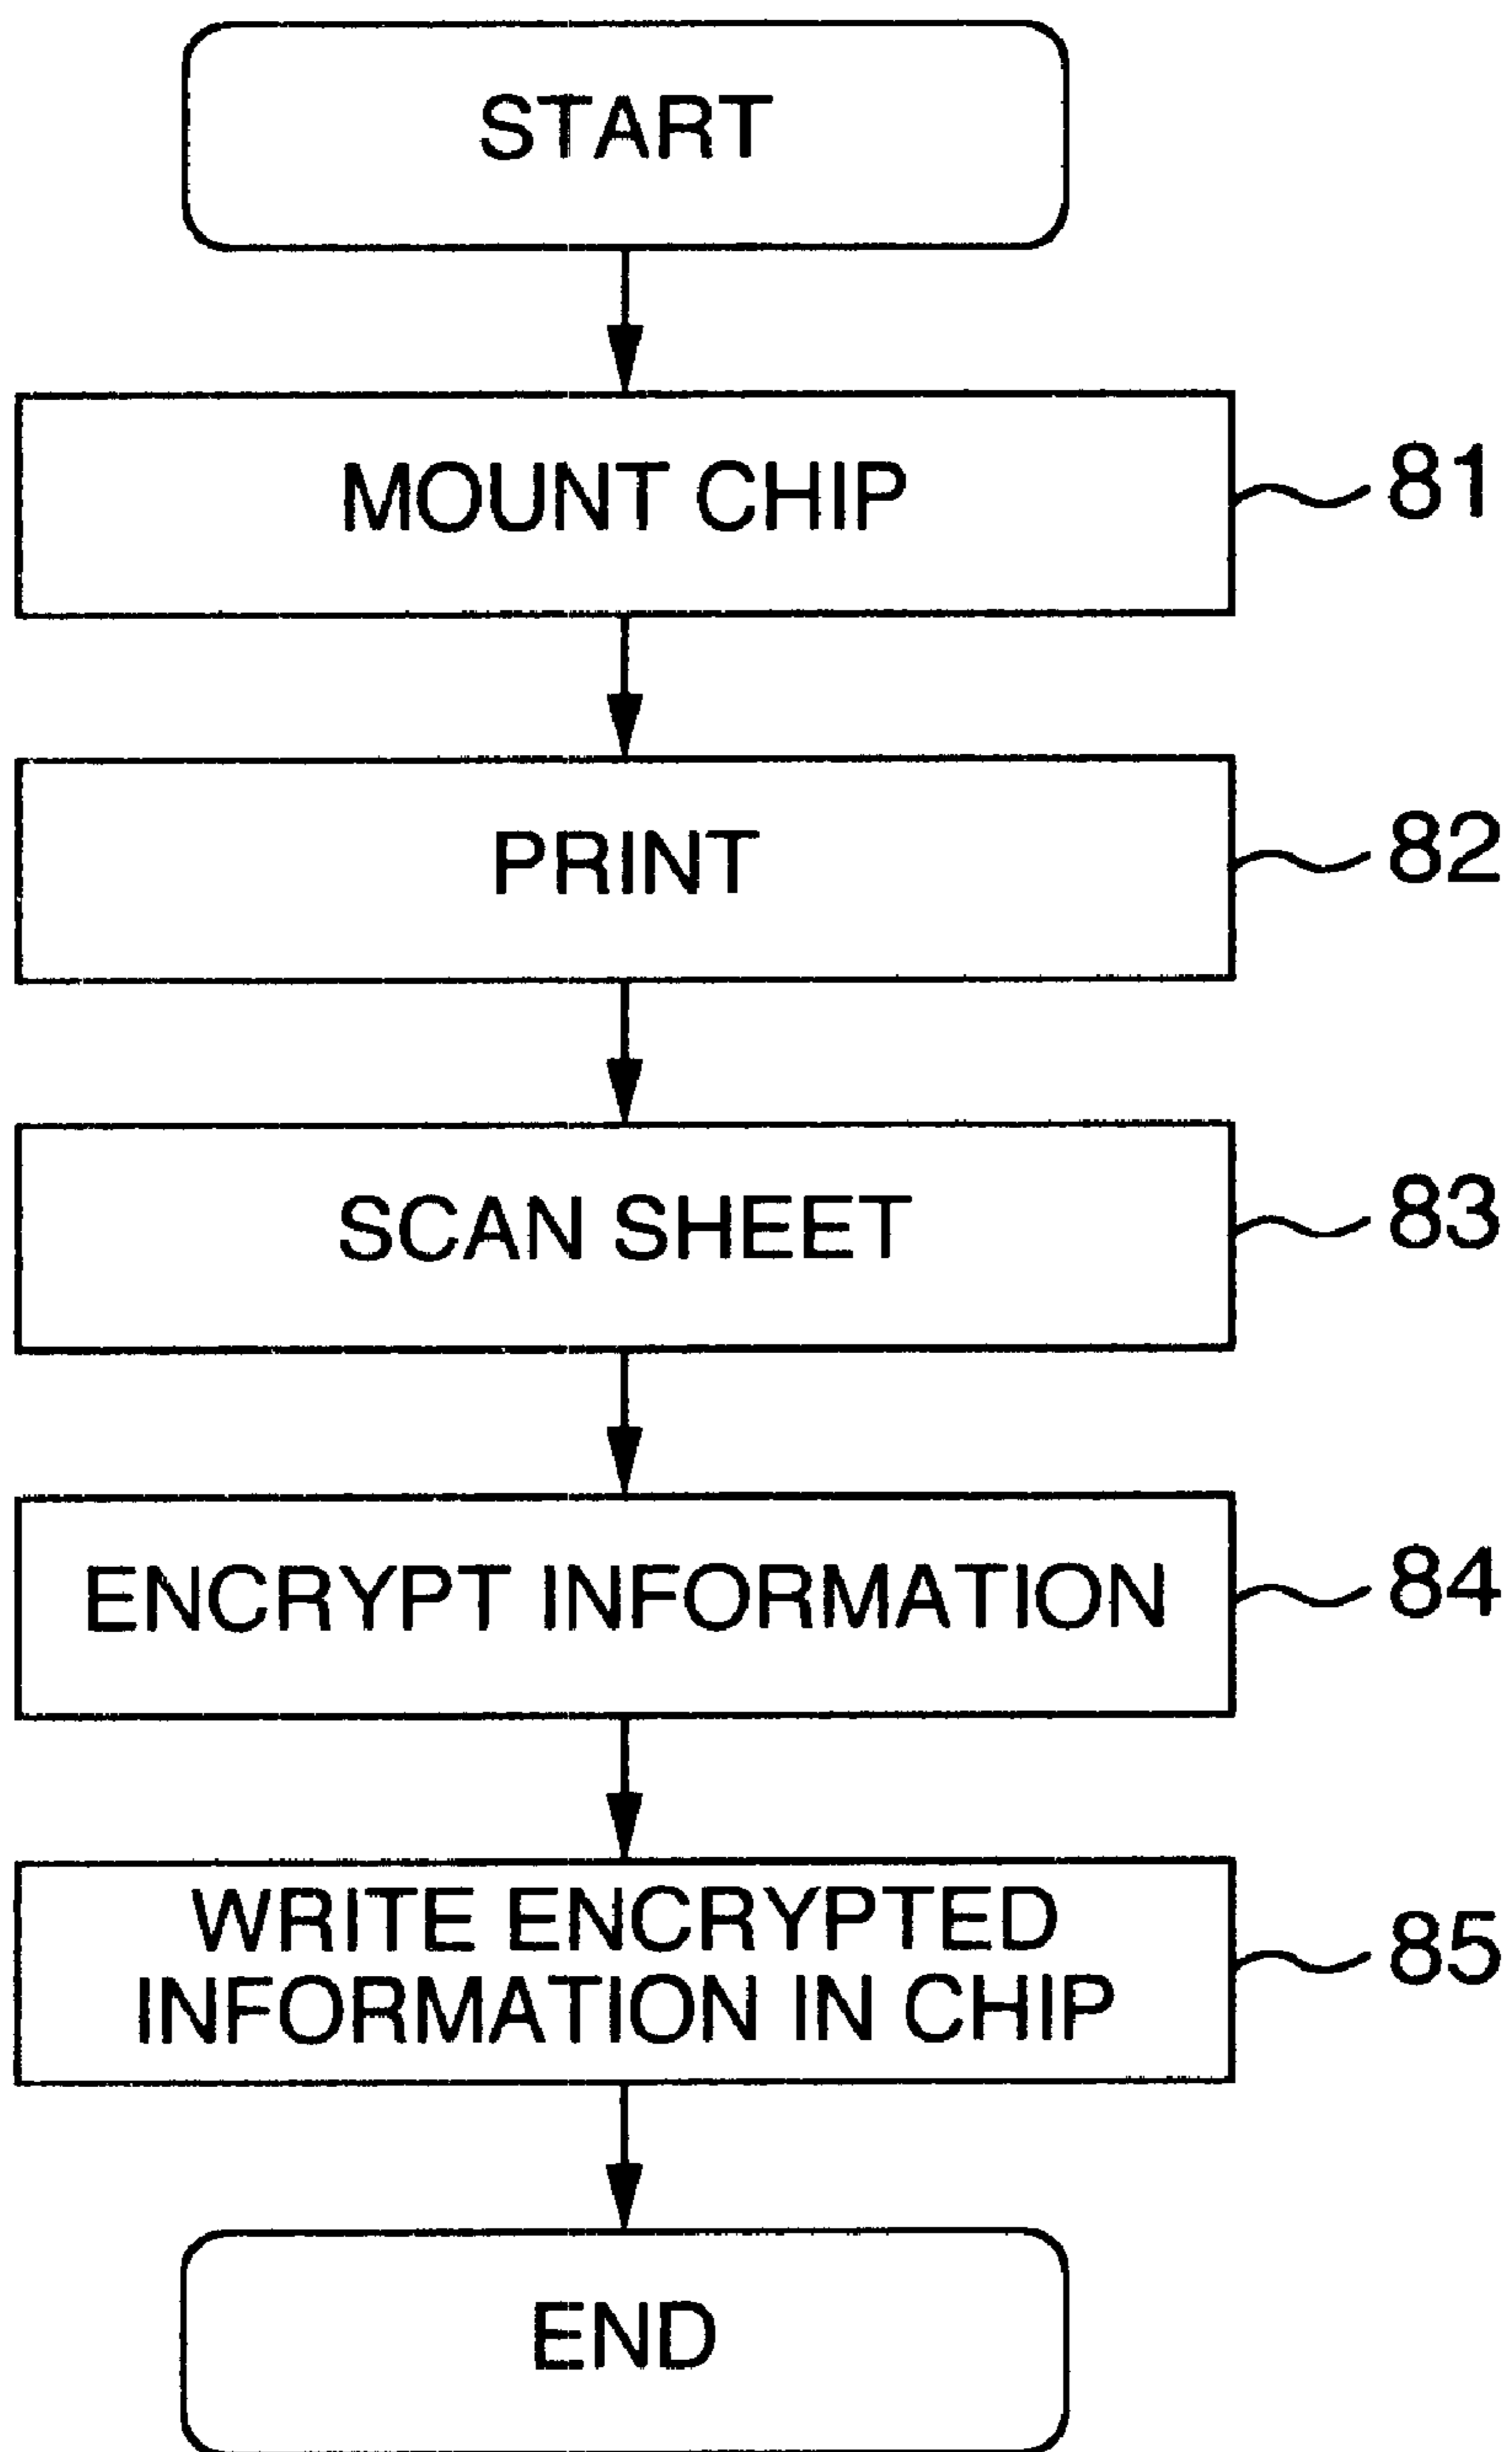 START
MOUNT CHIP
81
PRINT
82
SCAN SHEET
83
ENCRYPT INFORMATION
84
WRITE ENCRYPTED
INFORMATION IN CHIP
85
END